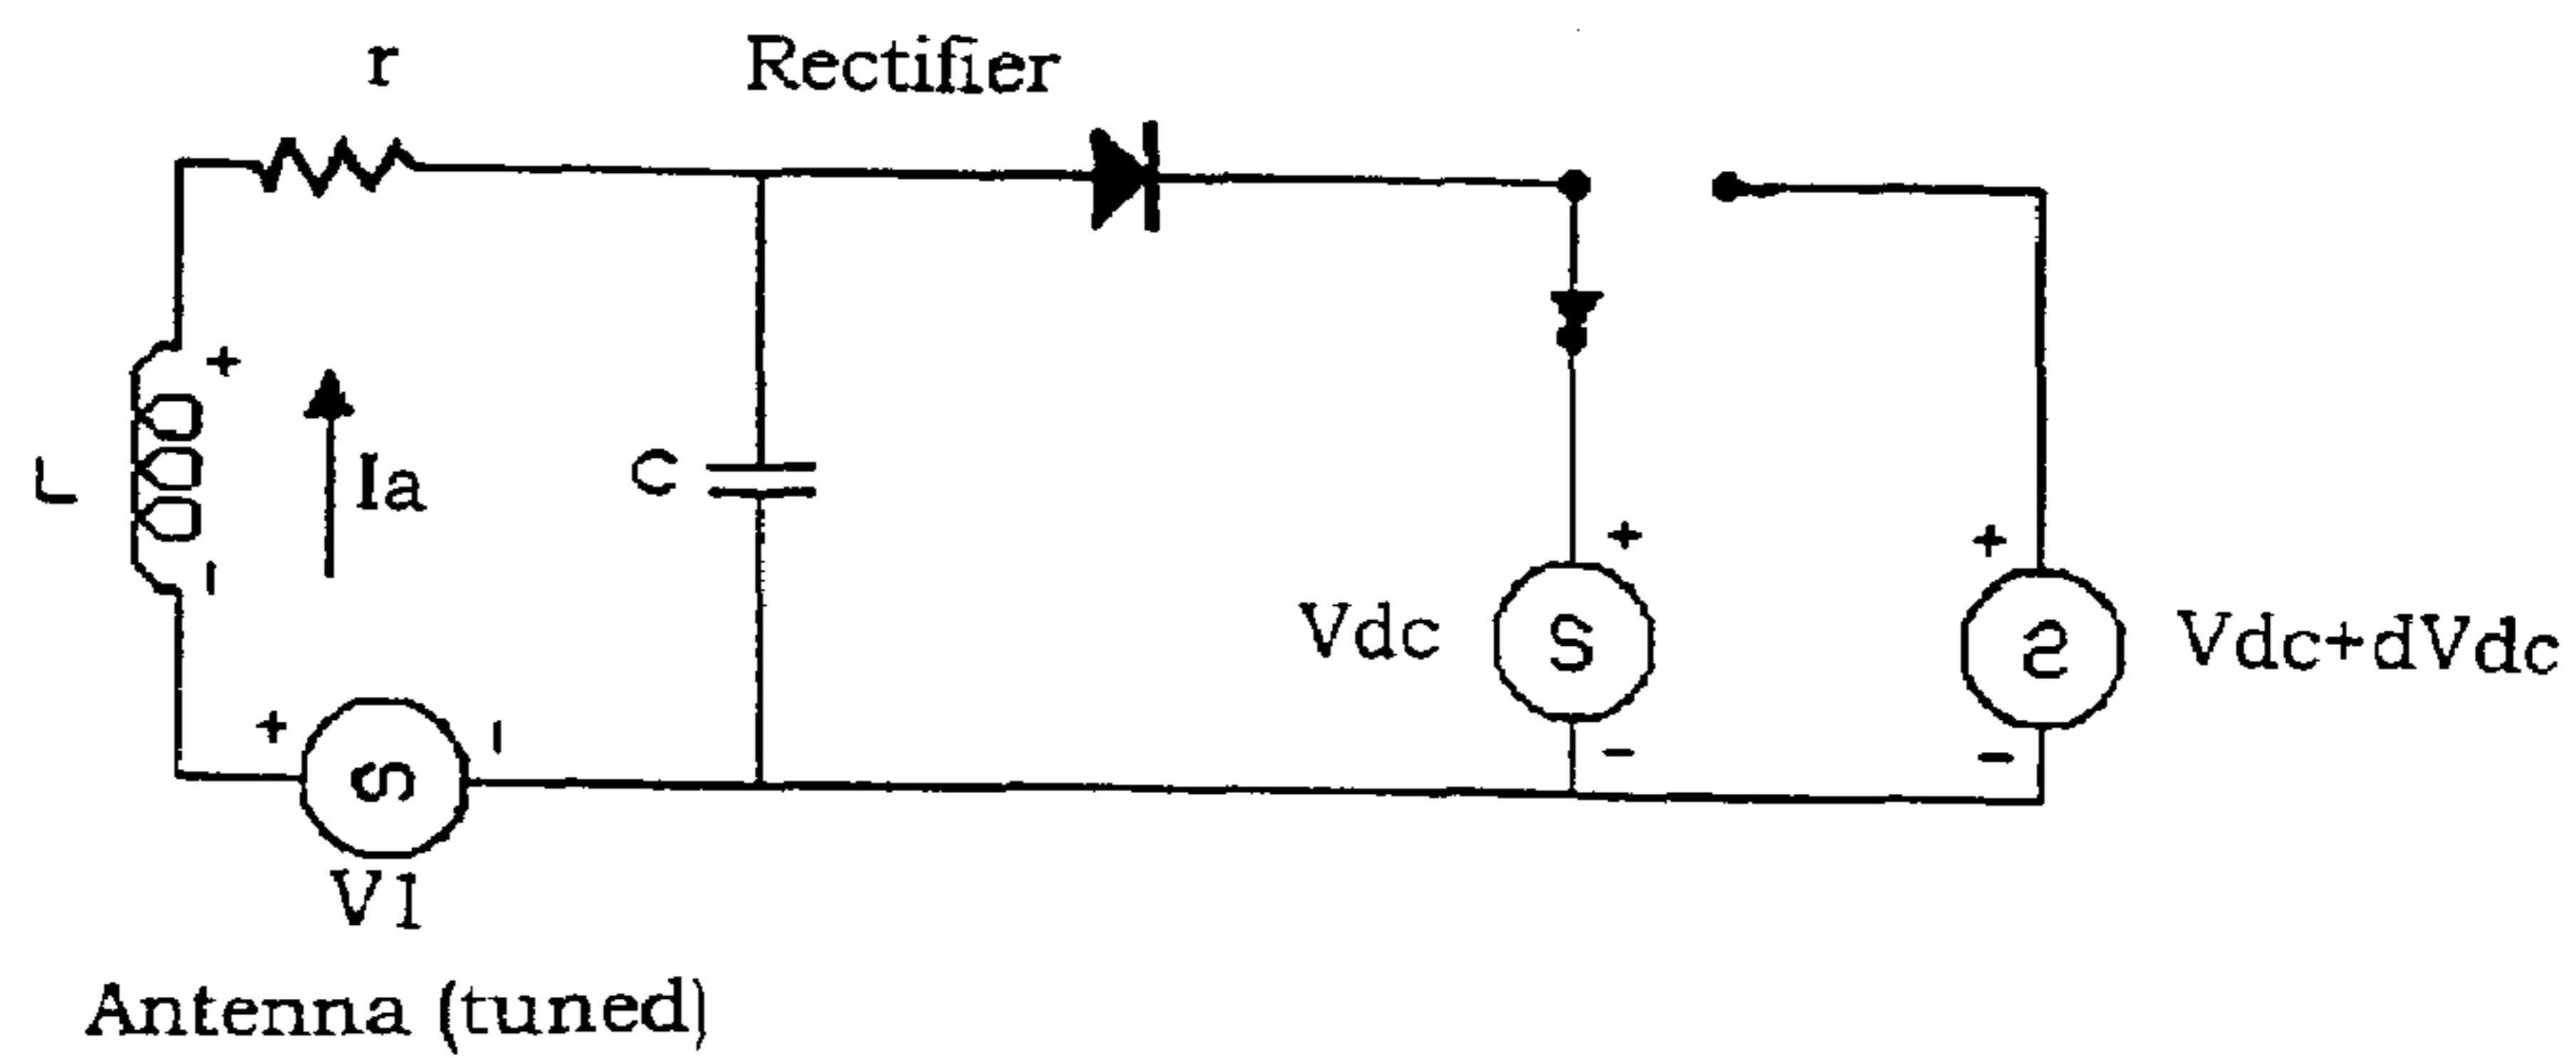 r
Rectifier
+
L
Ia
-
C
+
+
Vdc
S
S
Vdc+dVdc
+
-
S
-
-
V1
Antenna (tuned)